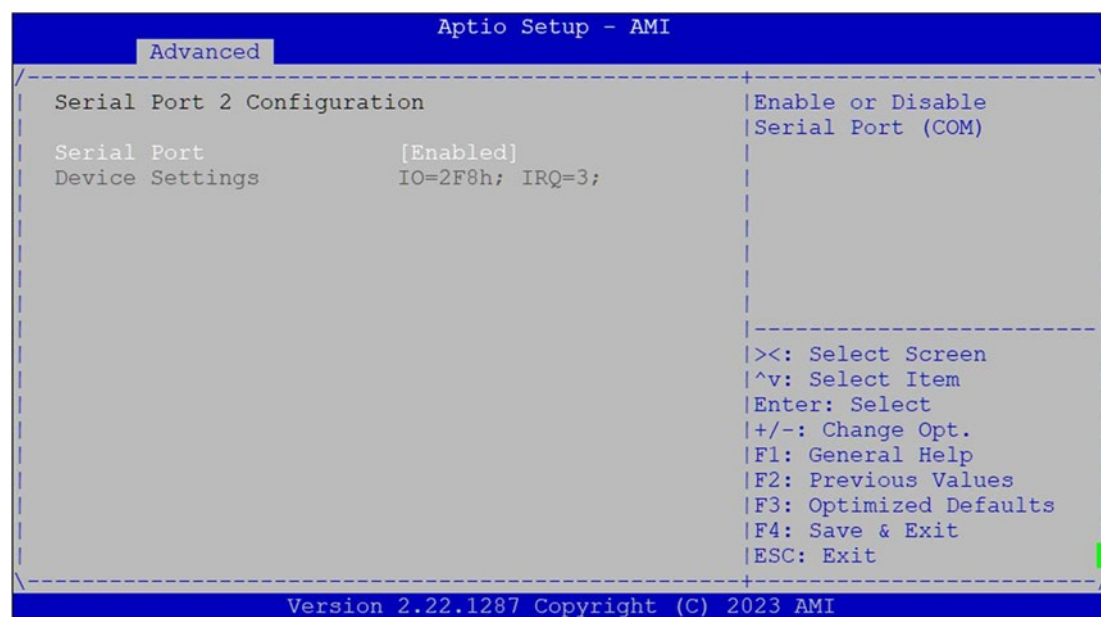 Aptio Setup - AMI
Advanced
Serial Port 2 Configuration
Serial Port [Enabled]
Device Settings IO=2F8h; IRQ=3;
Enable or Disable
Serial Port (COM)
><: Select Screen
^v: Select Item
Enter: Select
+/-: Change Opt.
F1: General Help
F2: Previous Values
F3: Optimized Defaults
F4: Save & Exit
ESC: Exit
Version 2.22.1287 Copyright (C) 2023 AMI